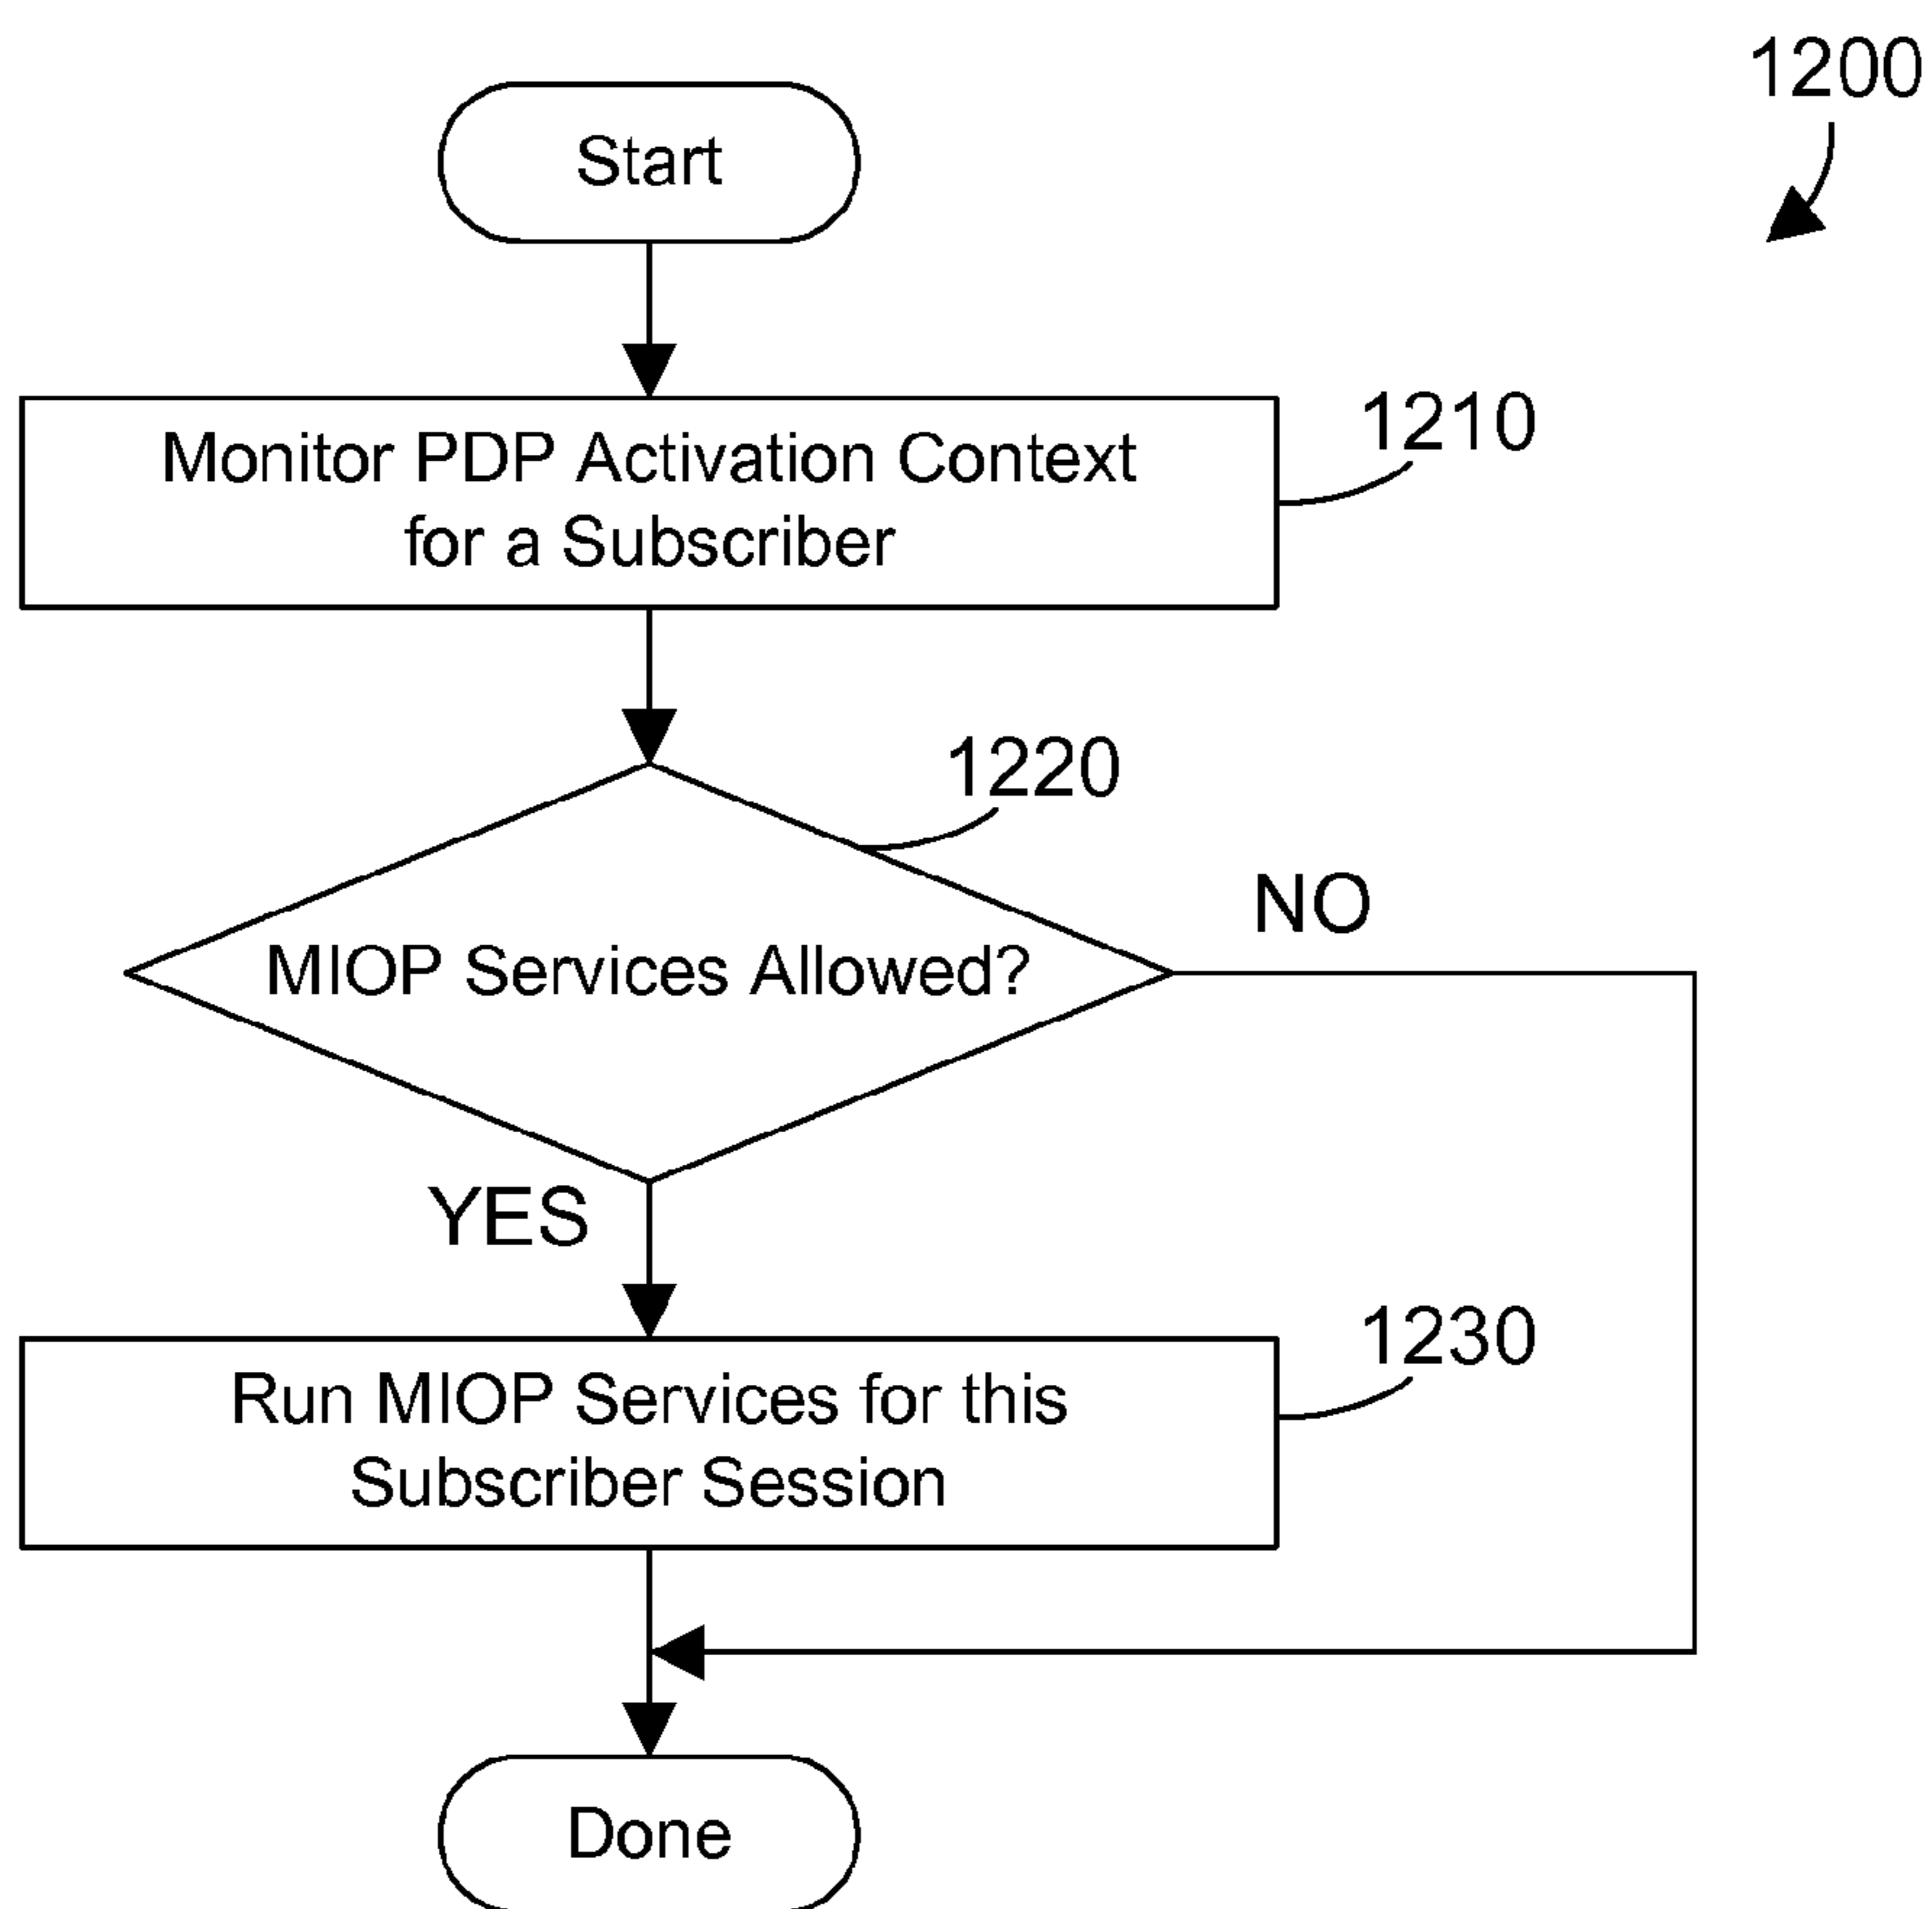 1200
Start
Monitor PDP Activation Context
for a Subscriber
1210
1220
MIOP Services Allowed?
NO
YES
Run MIOP Services for this
Subscriber Session
1230
Done